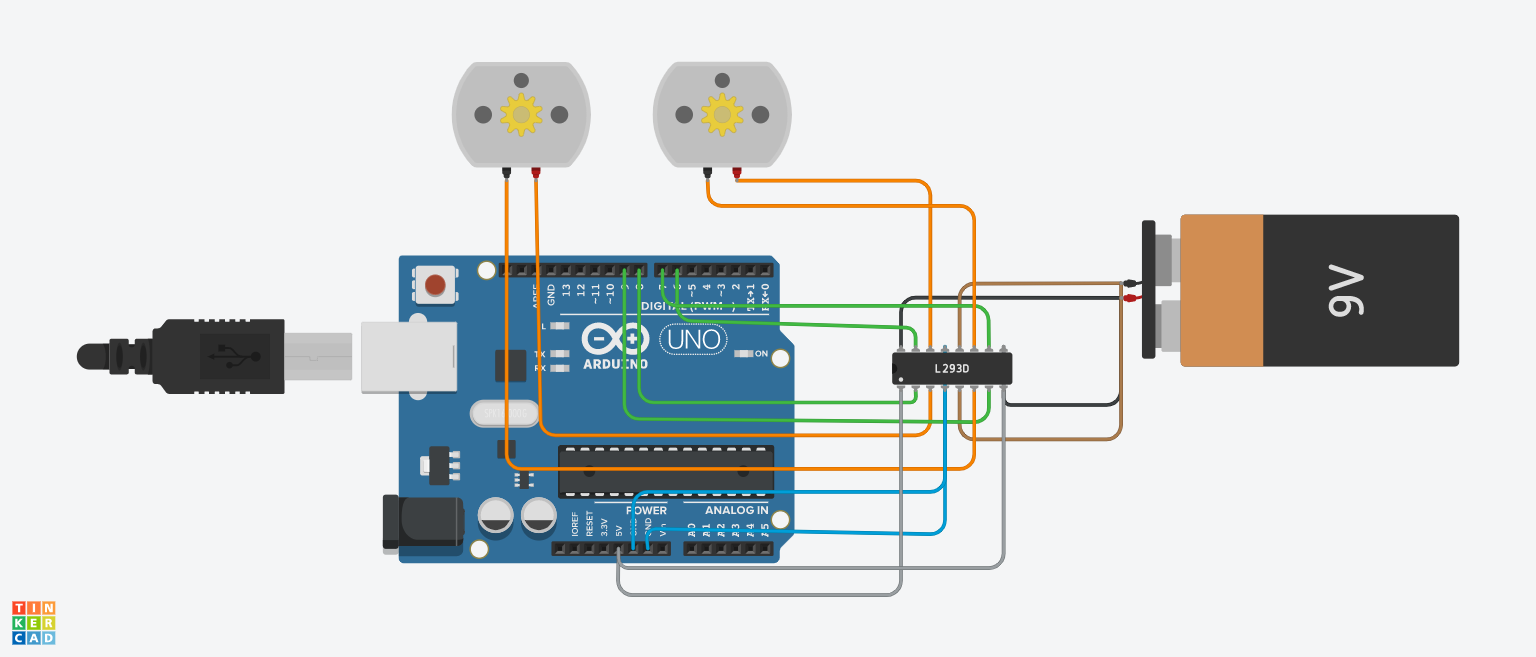 AREF
GND
13
12
~11
~10
9
8
7
6
~5
4
~3
2
TX→1
RX←0
DIGITAL (PWM~)
L
TX
RX
ARDUINO
UNO
ON
L293D
9V
IOREF
RESET
3.3V
5V
GND
GND
Vin
POWER
ANALOG IN
A0
A1
A2
A3
A4
A5
TIN
KER
CAD